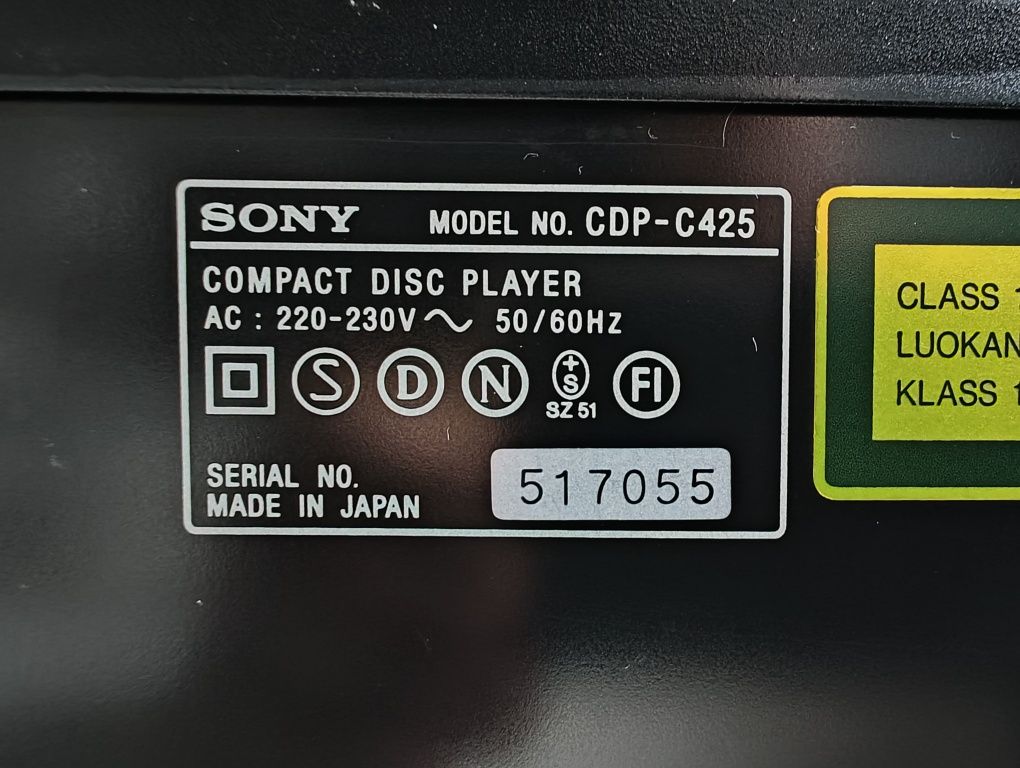 SONY MODEL NO. CDP-C425
COMPACT DISC PLAYER
AC : 220-230V ~ 50/60HZ
S D N +S FI
SZ 51
SERIAL NO. 517055
MADE IN JAPAN
CLASS 1
LUOKAN
KLASS 1